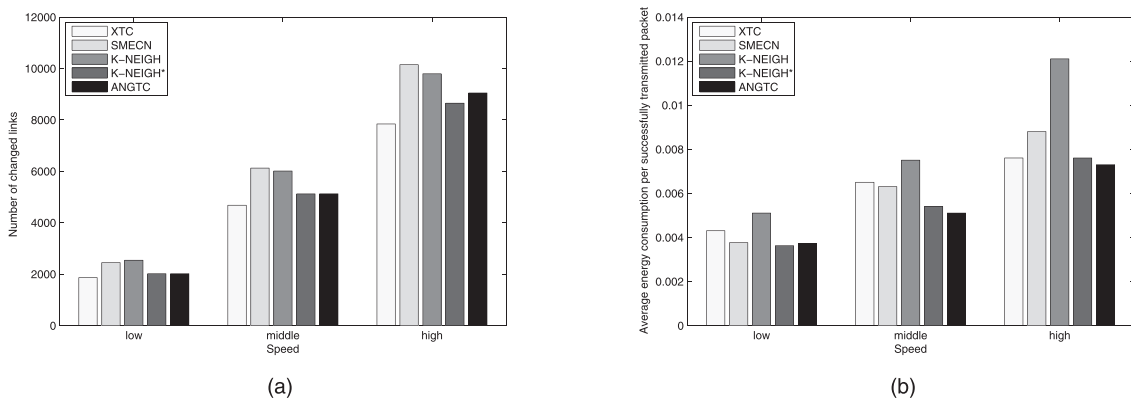 12000
10000
8000
6000
4000
2000
0
Number of changed links
XTC
SMECN
K−NEIGH
K−NEIGH*
ANGTC
low
middle
high
Speed
(a)
0.014
0.012
0.01
0.008
0.006
0.004
0.002
0
Average energy consumption per successfully transmitted packet
XTC
SMECN
K−NEIGH
K−NEIGH*
ANGTC
low
middle
high
Speed
(b)